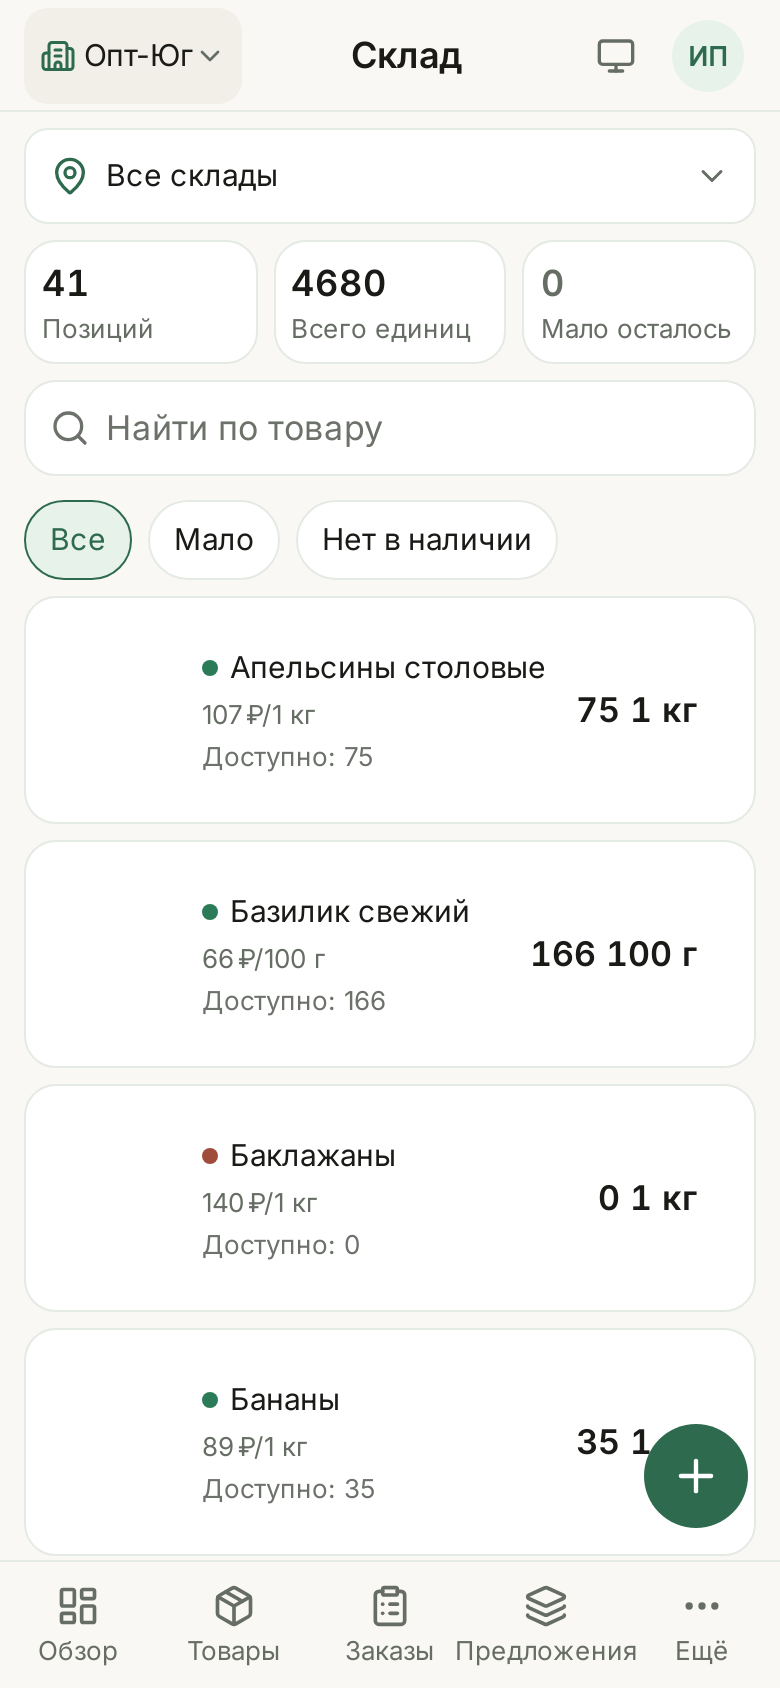 Опт-Юг
Склад
ИП
Все склады
41
Позиций
4680
Всего единиц
0
Мало осталось
Найти по товару
Все
Мало
Нет в наличии
Апельсины столовые
107 ₽/1 кг
Доступно: 75
75 1 кг
Базилик свежий
66 ₽/100 г
Доступно: 166
166 100 г
Баклажаны
140 ₽/1 кг
Доступно: 0
0 1 кг
Бананы
89 ₽/1 кг
Доступно: 35
35 1
Обзор
Товары
Заказы
Предложения
Ещё